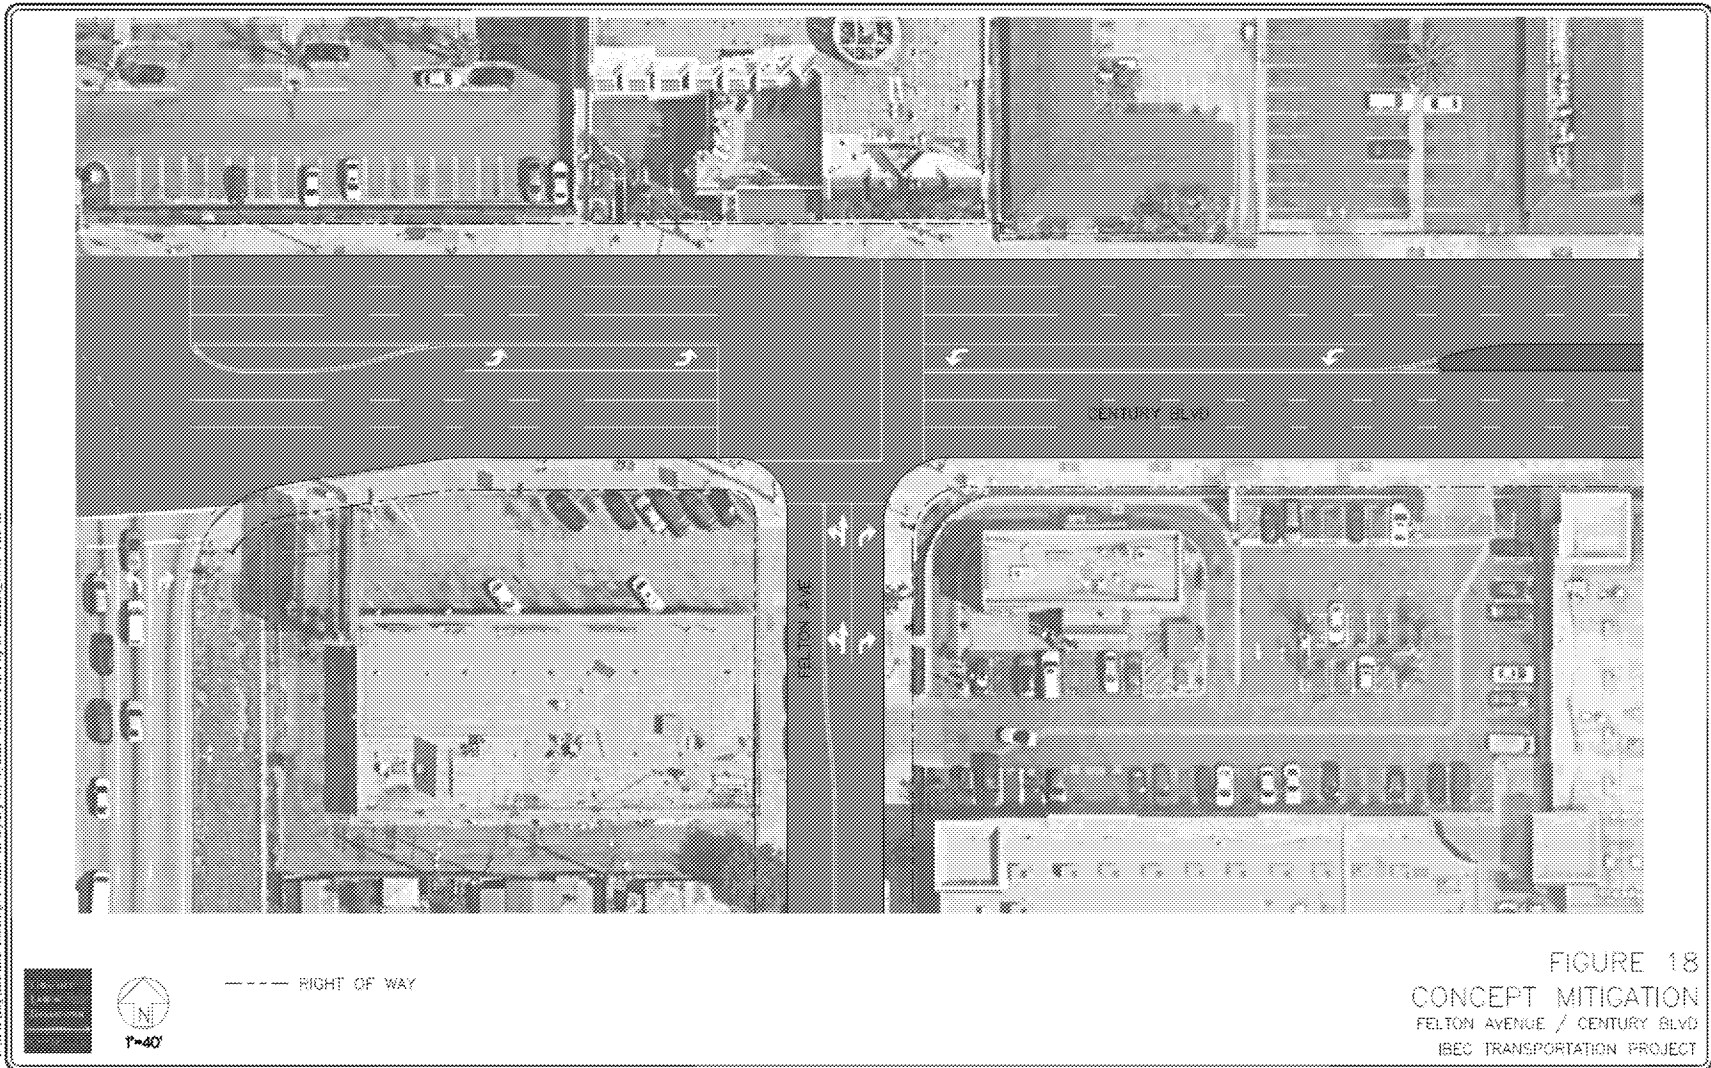 CENTURY BLVD
FELTON AVE
RIGHT OF WAY
N
1"=40'
FIGURE 18
CONCEPT MITIGATION
FELTON AVENUE / CENTURY BLVD
IBEC TRANSPORTATION PROJECT